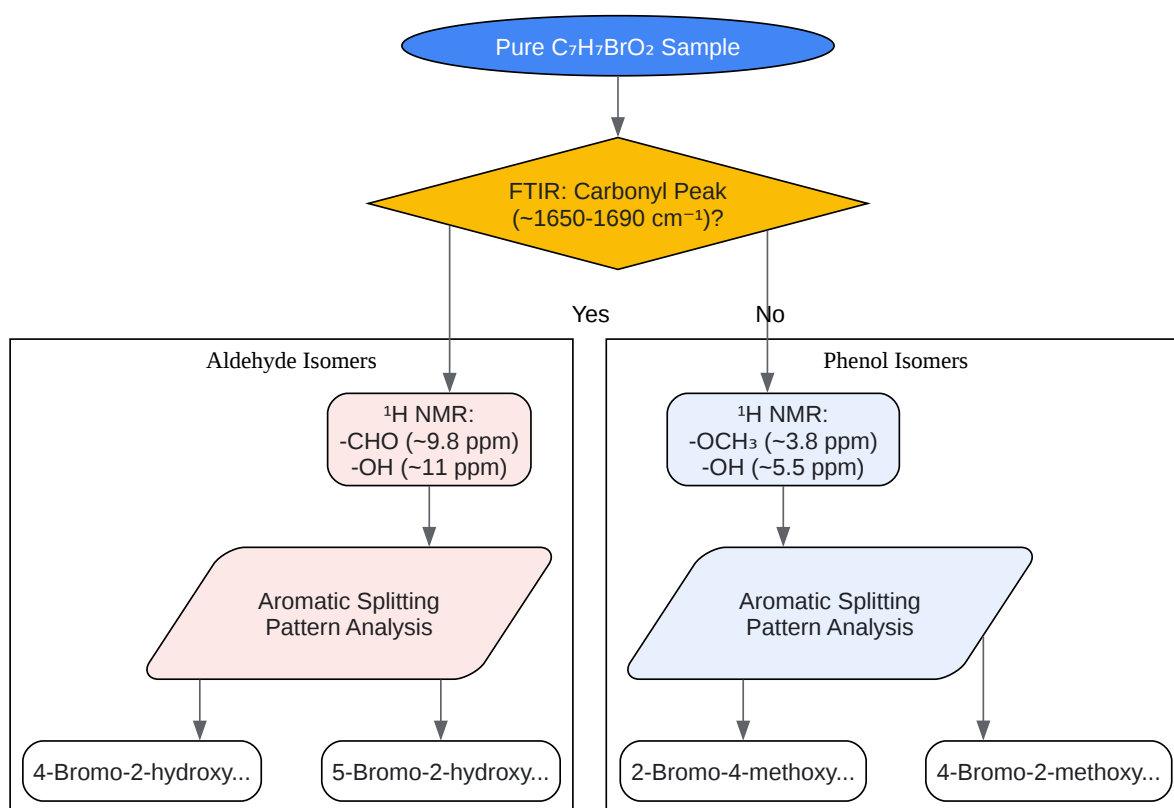 Pure C₇H₇BrO₂ Sample
FTIR: Carbonyl Peak
(~1650-1690 cm⁻¹)?
Yes
No
Aldehyde Isomers
¹H NMR:
-CHO (~9.8 ppm)
-OH (~11 ppm)
Aromatic Splitting
Pattern Analysis
4-Bromo-2-hydroxy...
5-Bromo-2-hydroxy...
Phenol Isomers
¹H NMR:
-OCH₃ (~3.8 ppm)
-OH (~5.5 ppm)
Aromatic Splitting
Pattern Analysis
2-Bromo-4-methoxy...
4-Bromo-2-methoxy...